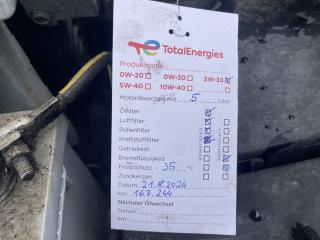 TotalEnergies
Produktname
0W-20 0W-30 5W-30
5W-40 10W-40
Motorölwechsel mit 5 Liter
Ölfilter
Luftfilter
Pollenfilter
Kraftstoffilter
Getriebeöl
Bremsflüssigkeit
Frostschutz - 35 °C
Zündkerzen
Datum: 21.8.2024
km: 167.244
Nächster Ölwechsel
Datum:
km: